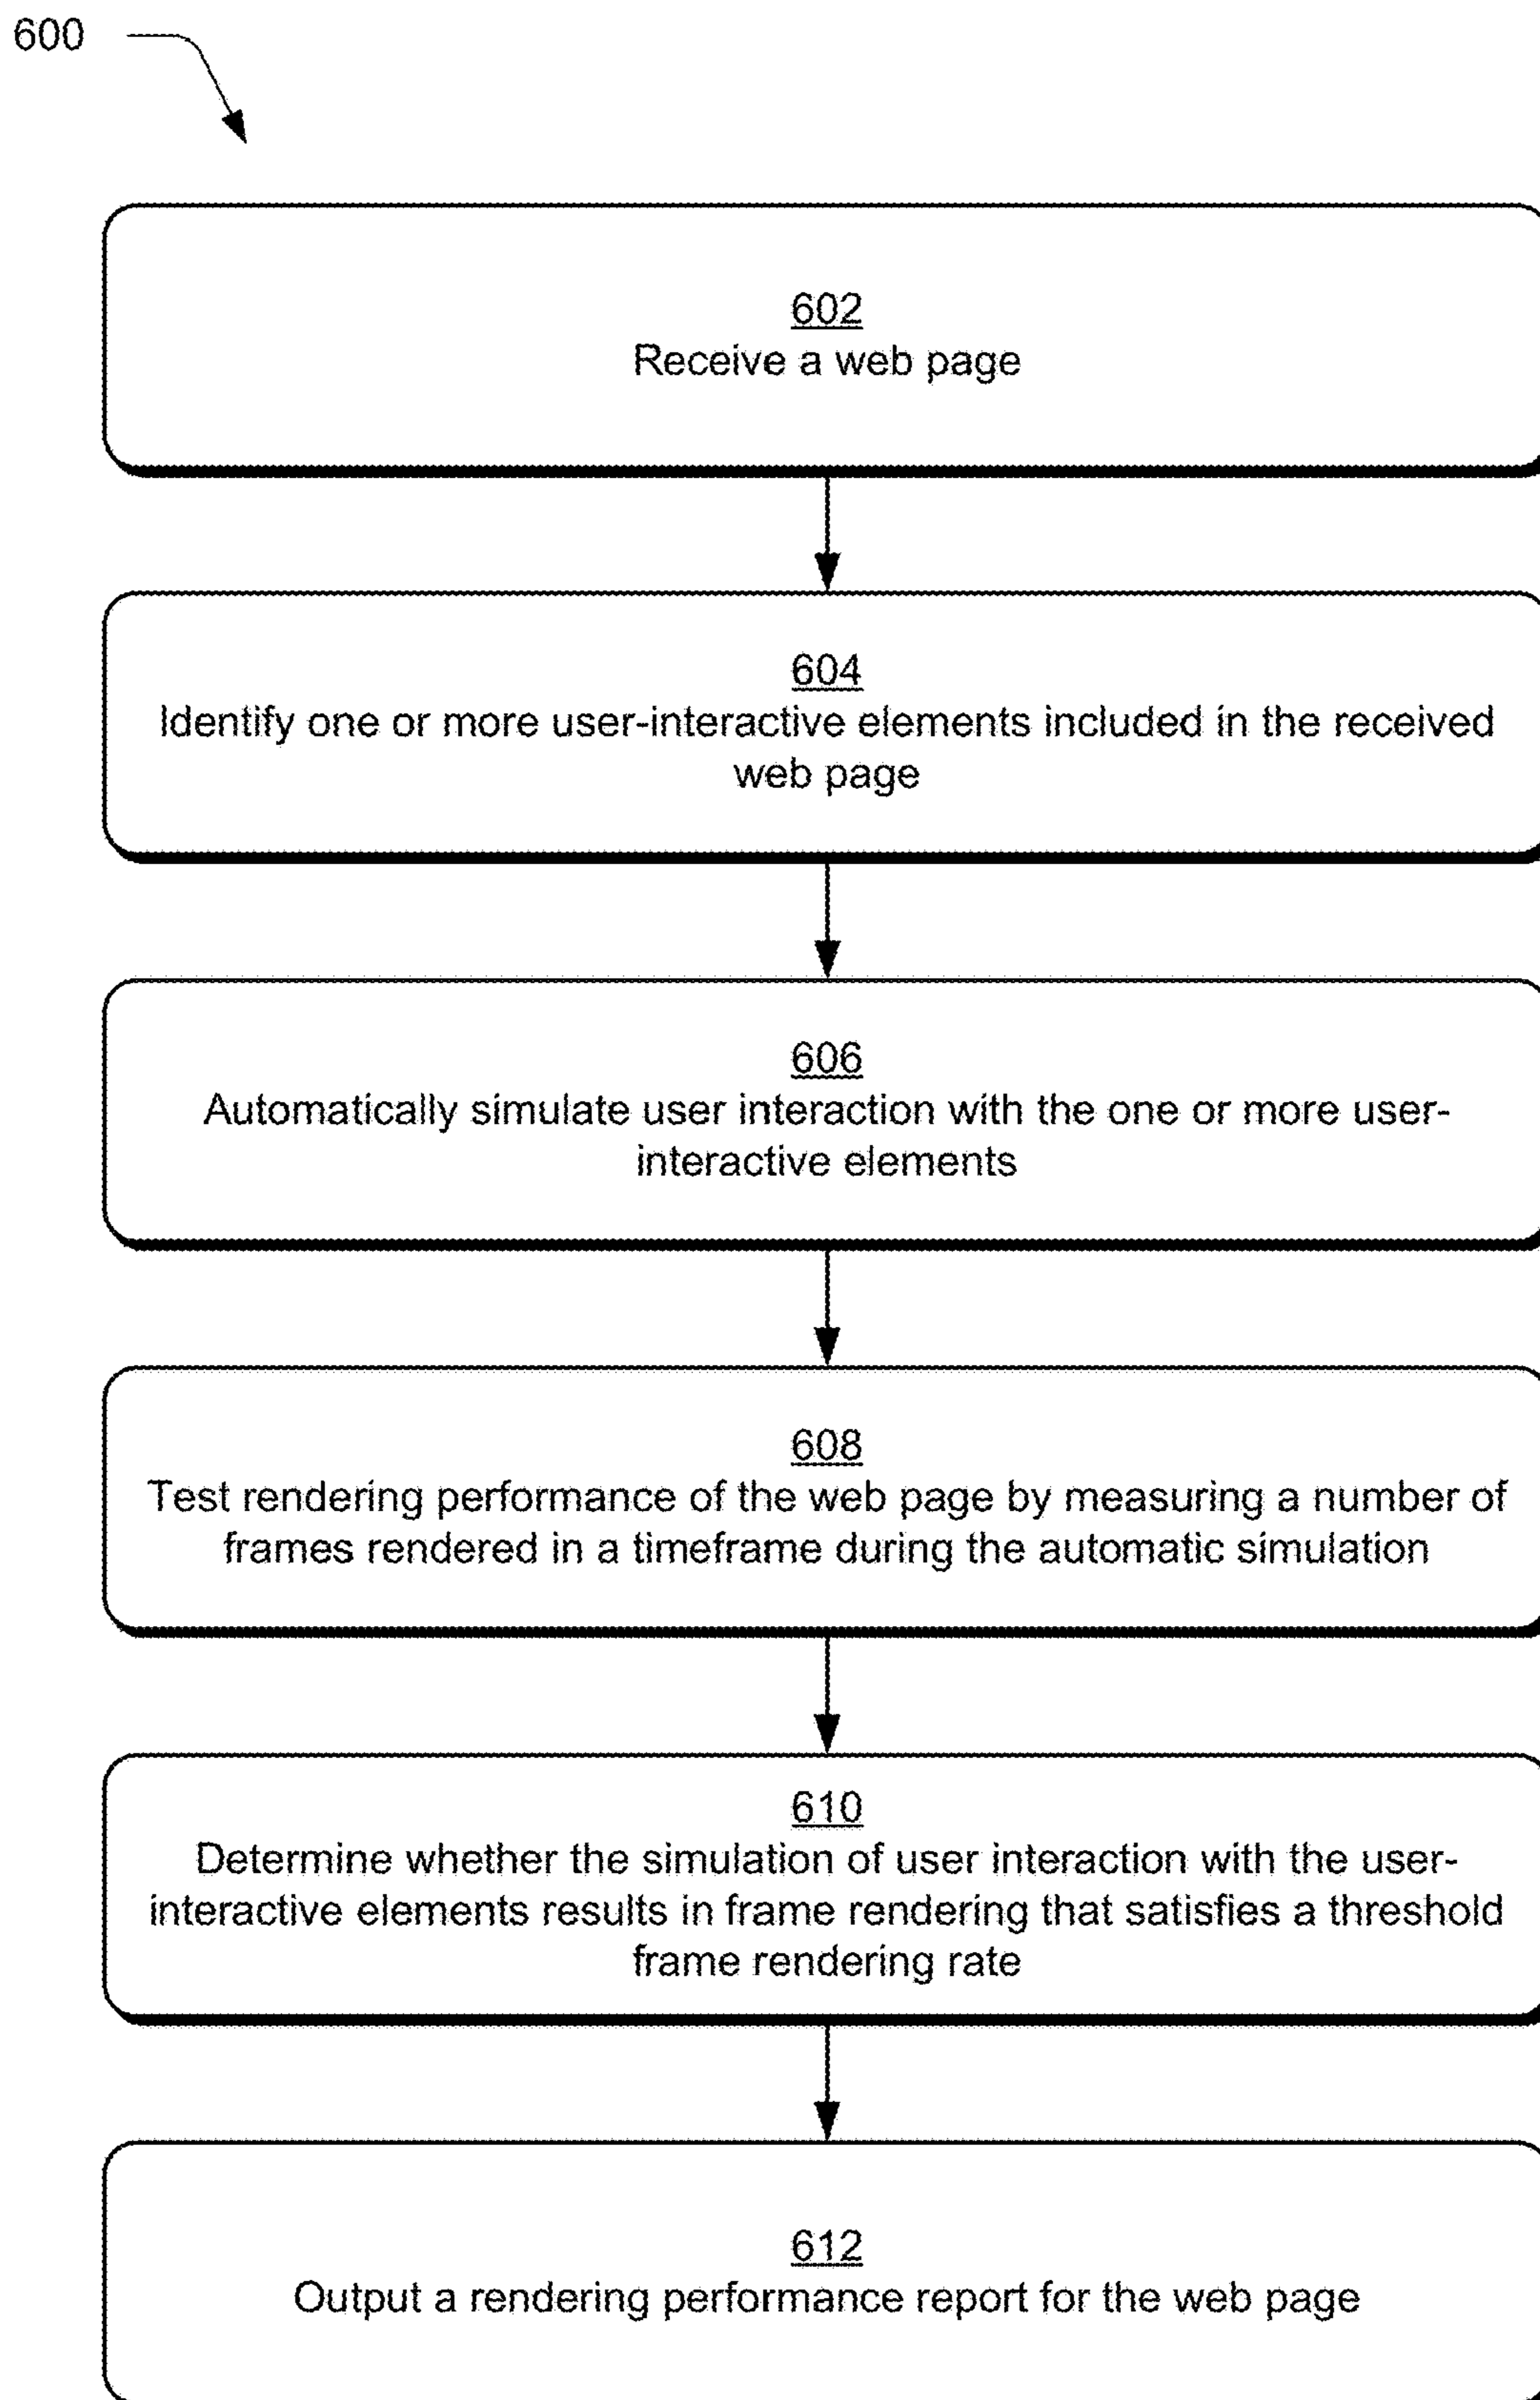 600
602
Receive a web page
604
Identify one or more user-interactive elements included in the received
web page
606
Automatically simulate user interaction with the one or more user-
interactive elements
608
Test rendering performance of the web page by measuring a number of
frames rendered in a timeframe during the automatic simulation
610
Determine whether the simulation of user interaction with the user-
interactive elements results in frame rendering that satisfies a threshold
frame rendering rate
612
Output a rendering performance report for the web page